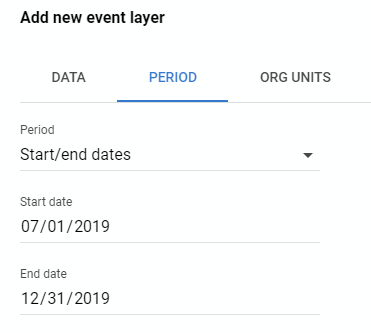 Add new event layer
DATA PERIOD ORG UNITS
Period
Start/end dates
Start date
07/01/2019
End date
12/31/2019